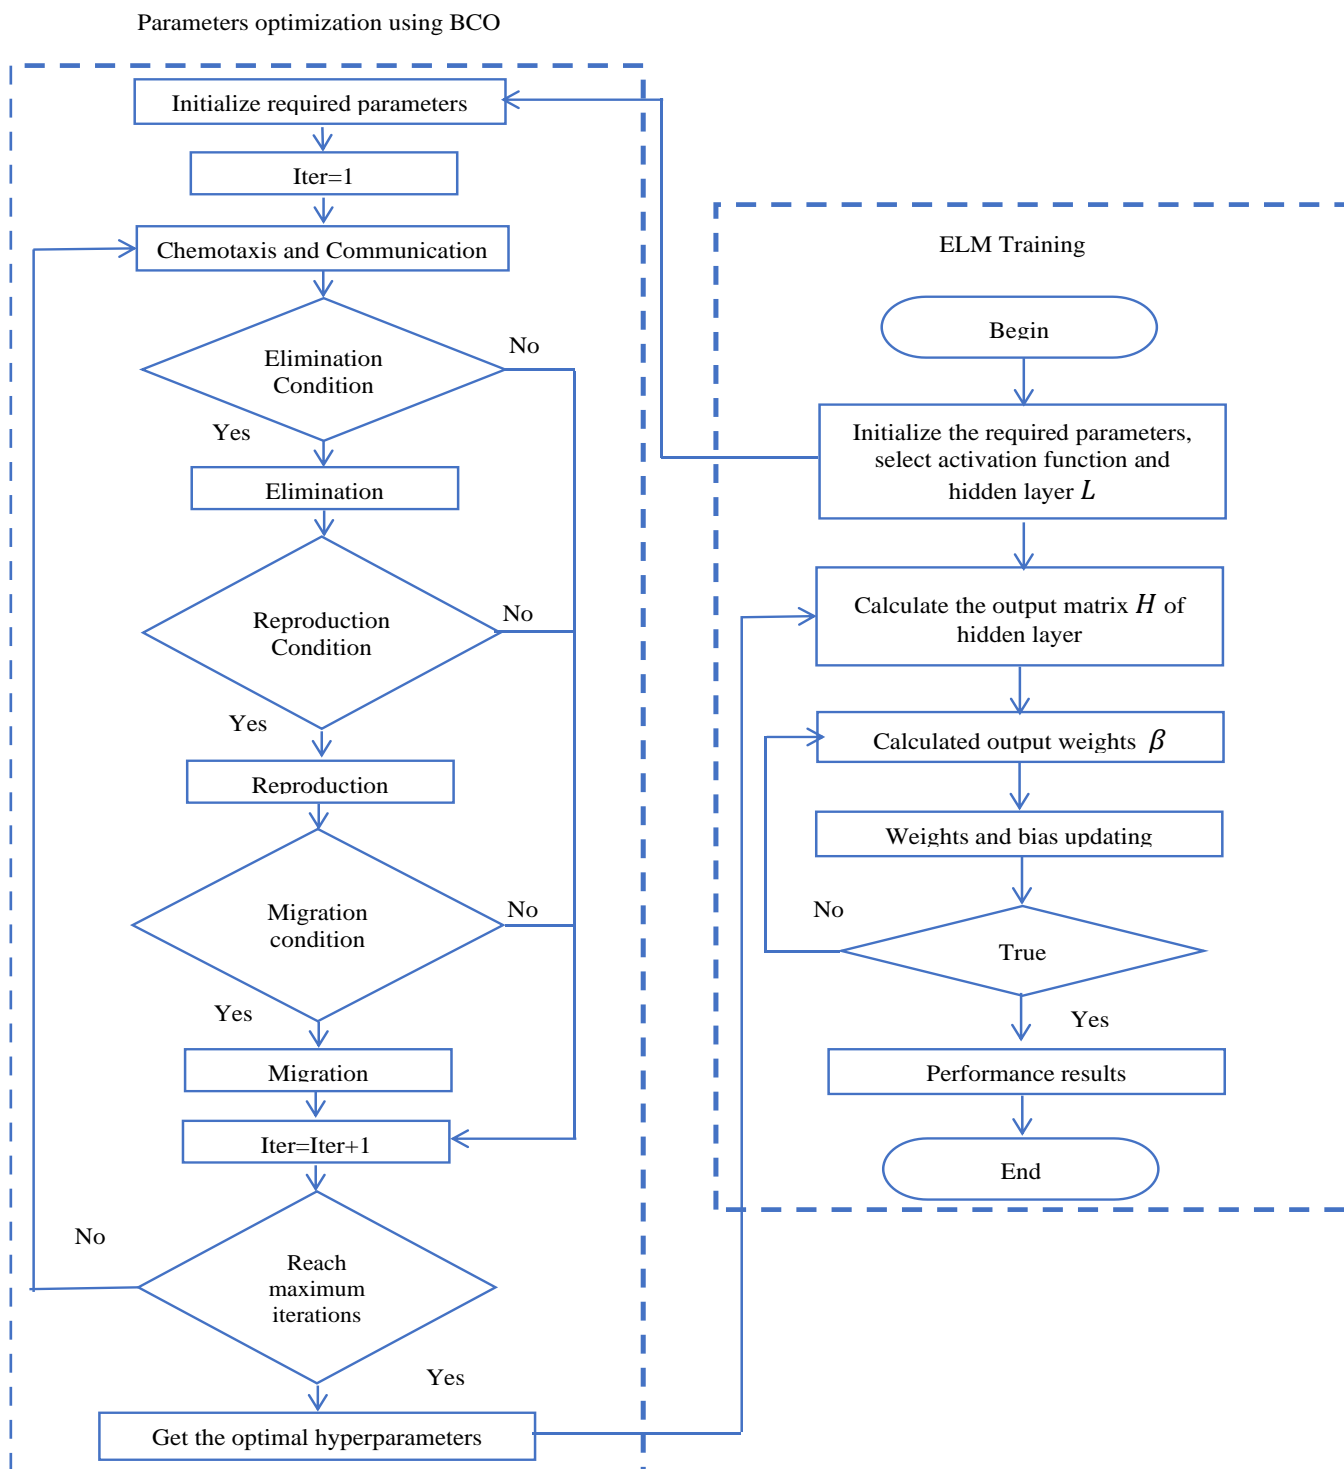 Parameters optimization using BCO
Initialize required parameters
Iter=1
Chemotaxis and Communication
Elimination
Condition
No
Yes
Elimination
Reproduction
Condition
No
Yes
Reproduction
Migration
condition
No
Yes
Migration
Iter=Iter+1
No
Reach
maximum
iterations
Yes
Get the optimal hyperparameters
ELM Training
Begin
Initialize the required parameters,
select activation function and
hidden layer L
Calculate the output matrix H of
hidden layer
Calculated output weights β
Weights and bias updating
No
True
Yes
Performance results
End